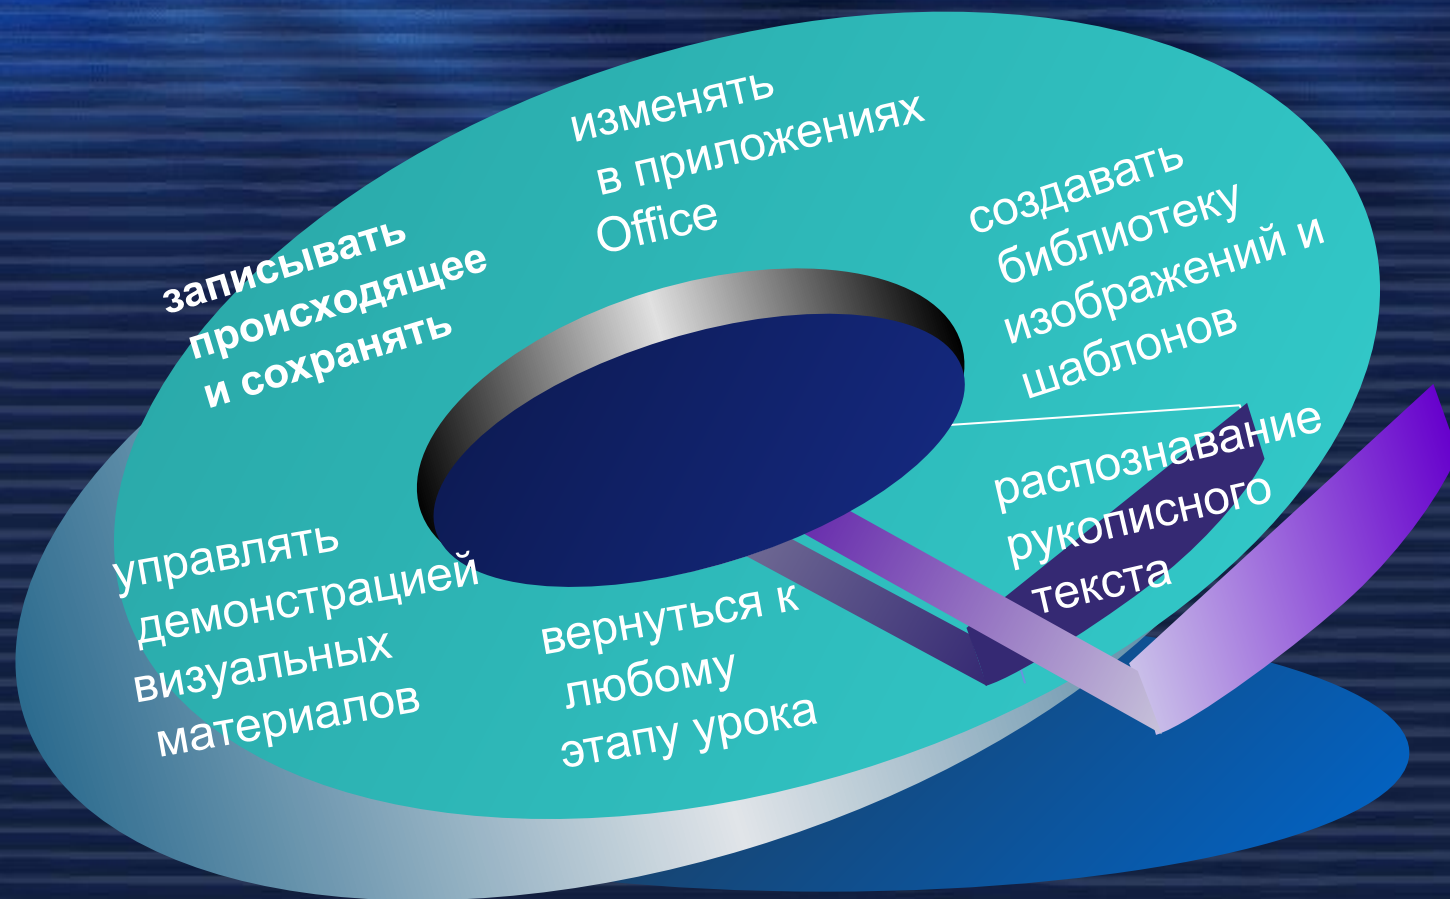 изменять
в приложениях
Office
создавать
библиотеку
изображений и
шаблонов
записывать
происходящее
и сохранять
распознавание
рукописного
текста
управлять
демонстрацией
визуальных
материалов
вернуться к
любому
этапу урока